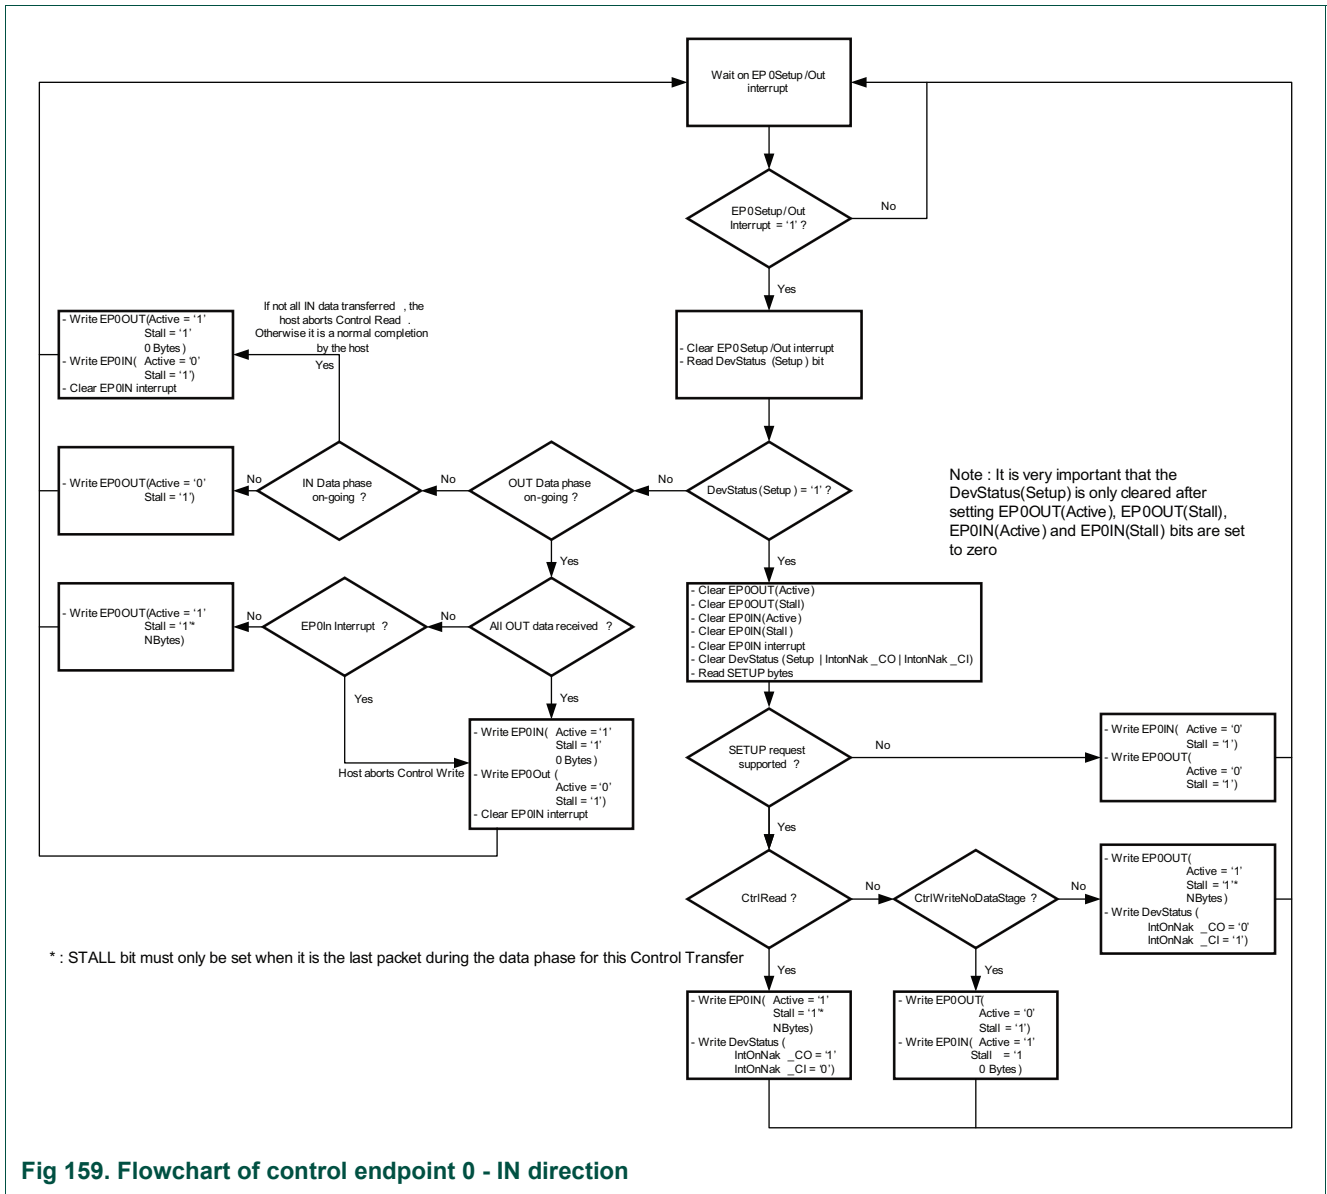 Wait on EP0Setup/Out
interrupt
EP0Setup/Out
Interrupt = ‘1’ ?
No
Yes
- Clear EP0Setup/Out interrupt
- Read DevStatus (Setup) bit
If not all IN data transferred , the
host aborts Control Read .
Otherwise it is a normal completion
by the host
Yes
- Write EP0OUT(Active = ‘1’
Stall = ‘1’
0 Bytes)
- Write EP0IN( Active = ‘0’
Stall = ‘1’)
- Clear EP0IN interrupt
DevStatus(Setup) = ‘1’ ?
No
OUT Data phase
on-going ?
No
IN Data phase
on-going ?
No
- Write EP0OUT(Active = ‘0’
Stall = ‘1’)
Note : It is very important that the
DevStatus(Setup) is only cleared after
setting EP0OUT(Active), EP0OUT(Stall),
EP0IN(Active) and EP0IN(Stall) bits are set
to zero
Yes
Yes
All OUT data received ?
No
EP0In Interrupt ?
No
- Write EP0OUT(Active = ‘1’
Stall = ‘1’*
NBytes)
Yes
Yes
Host aborts Control Write
- Write EP0IN( Active = ‘1’
Stall = ‘1’
0 Bytes)
- Write EP0Out (
Active = ‘0’
Stall = ‘1’)
- Clear EP0IN interrupt
- Clear EP0OUT(Active)
- Clear EP0OUT(Stall)
- Clear EP0IN(Active)
- Clear EP0IN(Stall)
- Clear EP0IN interrupt
- Clear DevStatus (Setup | IntonNak _CO | IntonNak _CI)
- Read SETUP bytes
SETUP request
supported ?
No
- Write EP0IN( Active = ‘0’
Stall = ‘1’)
- Write EP0OUT(
Active = ‘0’
Stall = ‘1’)
Yes
CtrlRead ?
No
CtrlWriteNoDataStage ?
No
- Write EP0OUT(
Active = ‘1’
Stall = ‘1’*
NBytes)
- Write DevStatus (
IntOnNak _CO = ‘0’
IntOnNak _CI = ‘1’)
* : STALL bit must only be set when it is the last packet during the data phase for this Control Transfer
Yes
Yes
- Write EP0IN( Active = ‘1’
Stall = ‘1’*
NBytes)
- Write DevStatus (
IntOnNak _CO = ‘1’
IntOnNak _CI = ‘0’)
- Write EP0OUT(
Active = ‘0’
Stall = ‘1’)
- Write EP0IN( Active = ‘1’
Stall = ‘1
0 Bytes)
Fig 159. Flowchart of control endpoint 0 - IN direction